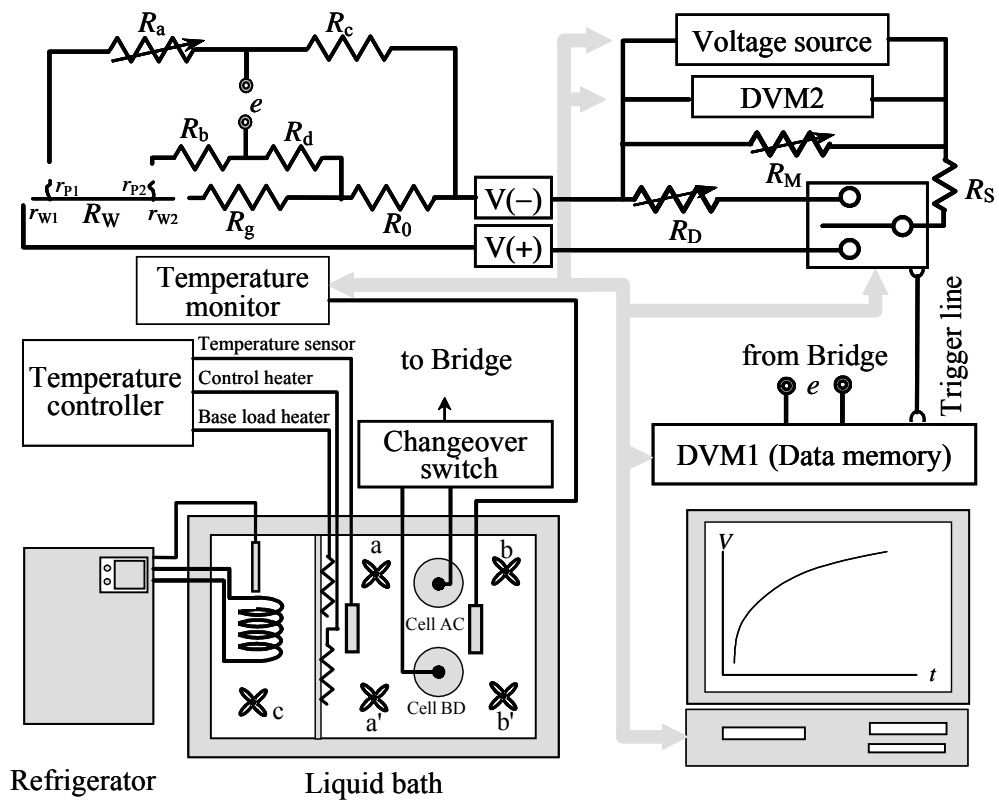 Ra
Rc
Voltage source
e
DVM2
Rb
Rd
RM
RS
rP1
rP2
rW1
RW
rW2
Rg
R0
V(−)
RD
V(+)
Temperature
monitor
Trigger line
Temperature sensor
to Bridge
from Bridge
e
Temperature
controller
Control heater
Base load heater
Changeover
switch
DVM1 (Data memory)
a
b
V
Cell AC
Cell BD
c
a'
b'
t
Refrigerator
Liquid bath